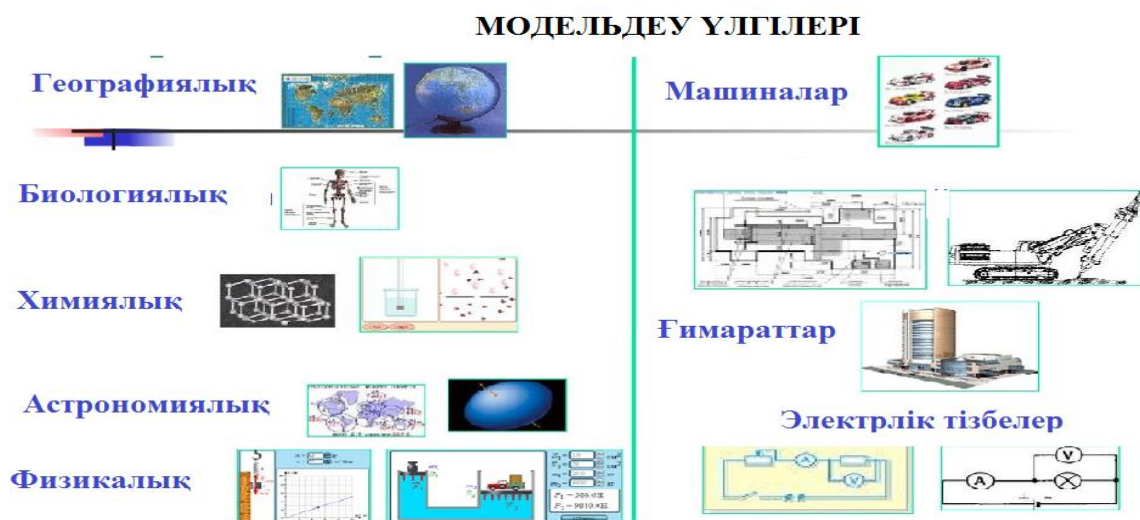 МОДЕЛЬДЕУ ҮЛГІЛЕРІ
Географиялық
Биологиялық
Химиялық
Астрономиялық
Физикалық
Машиналар
Ғимараттар
Электрлік тізбелер
A
V
A
V